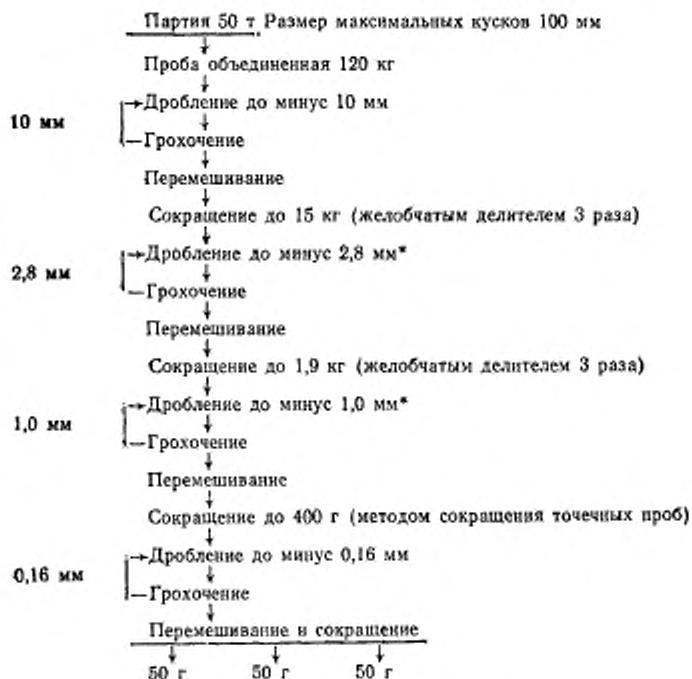 Партия 50 т Размер максимальных кусков 100 мм
Проба объединенная 120 кг
10 мм
Дробление до минус 10 мм
Грохочение
Перемешивание
Сокращение до 15 кг (желобчатым делителем 3 раза)
2,8 мм
Дробление до минус 2,8 мм*
Грохочение
Перемешивание
Сокращение до 1,9 кг (желобчатым делителем 3 раза)
1,0 мм
Дробление до минус 1,0 мм*
Грохочение
Перемешивание
Сокращение до 400 г (методом сокращения точечных проб)
0,16 мм
Дробление до минус 0,16 мм
Грохочение
Перемешивание и сокращение
50 г 50 г 50 г